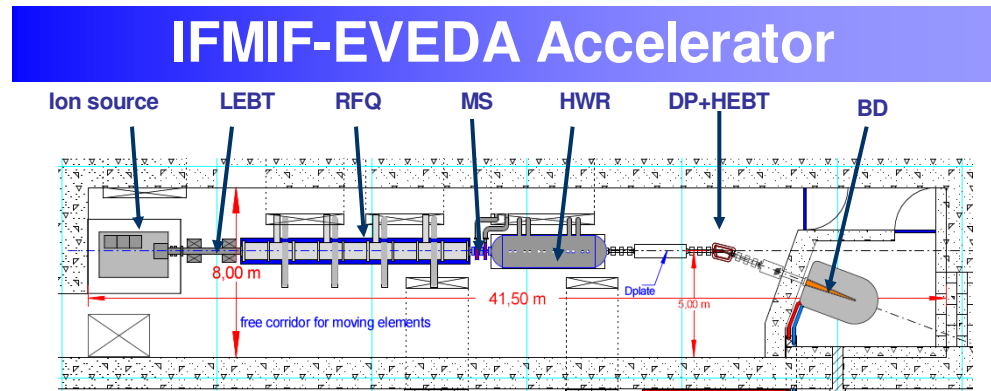 IFMIF-EVEDA Accelerator
Ion source LEBT RFQ MS HWR DP+HEBT BD
8,00 m
Dplate
41,50 m
5,00 m
free corridor for moving elements